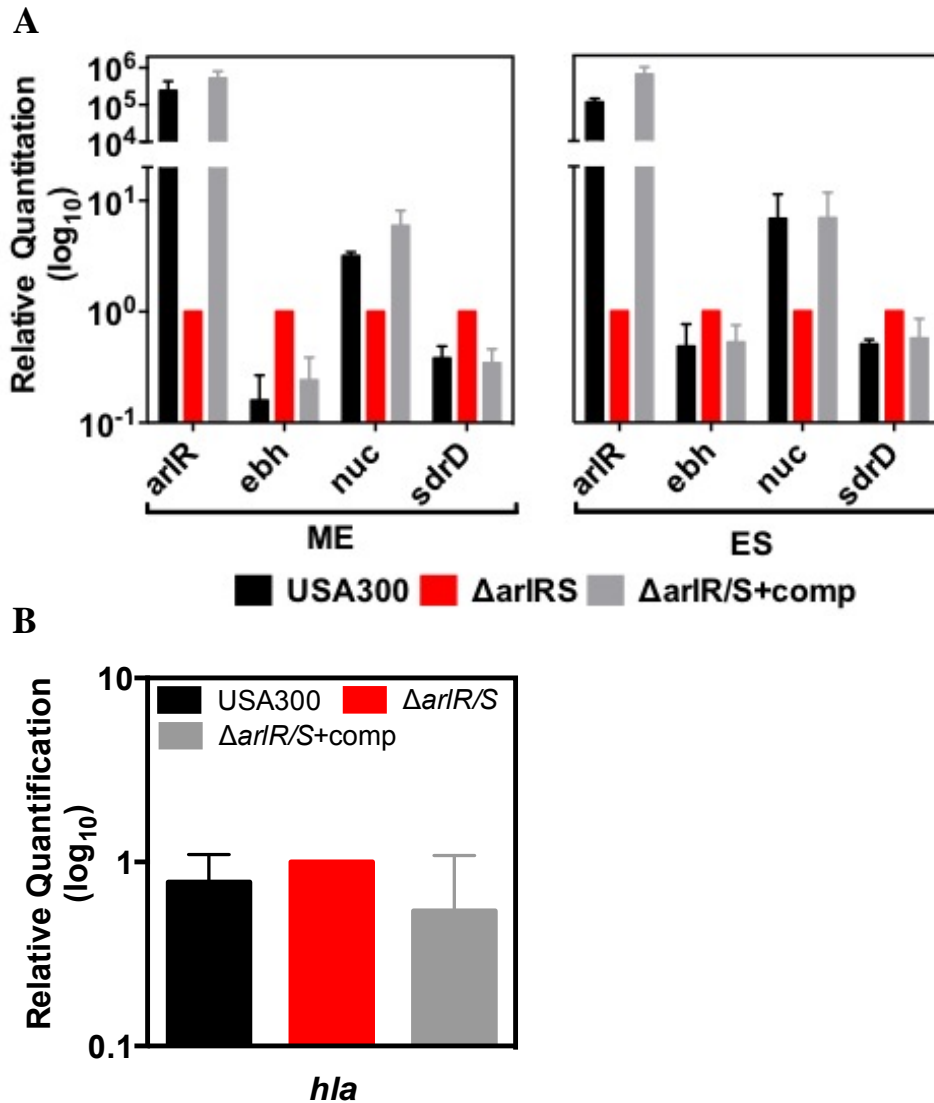 A
Relative Quantitation
(log10)
10^6
10^5
10^4
10^1
10^0
10^-1
arlR
ebh
nuc
sdrD
ME
arlR
ebh
nuc
sdrD
ES
USA300 ΔarlRS ΔarlR/S+comp
B
Relative Quantification
(log10)
10
1
0.1
USA300 ΔarlR/S
ΔarlR/S+comp
hla